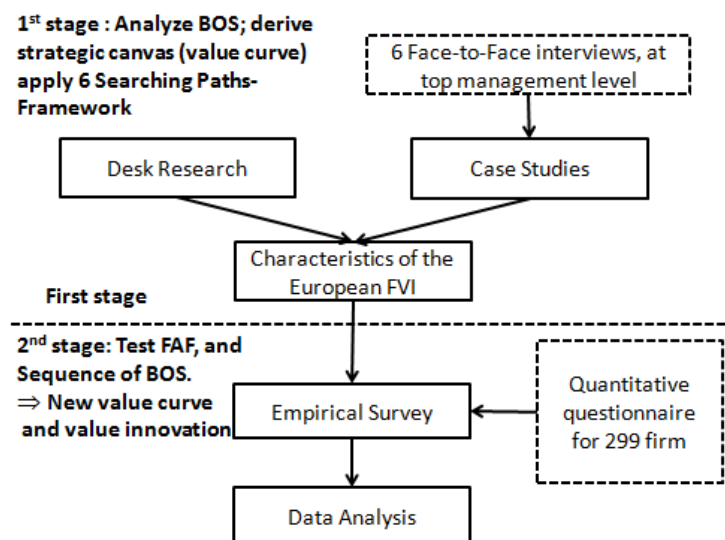 1st stage : Analyze BOS; derive
strategic canvas (value curve)
apply 6 Searching Paths-
Framework
6 Face-to-Face interviews, at
top management level
Desk Research
Case Studies
Characteristics of the
European FVI
First stage
2nd stage: Test FAF, and
Sequence of BOS.
⇒ New value curve
and value innovation
Empirical Survey
Quantitative
questionnaire
for 299 firm
Data Analysis